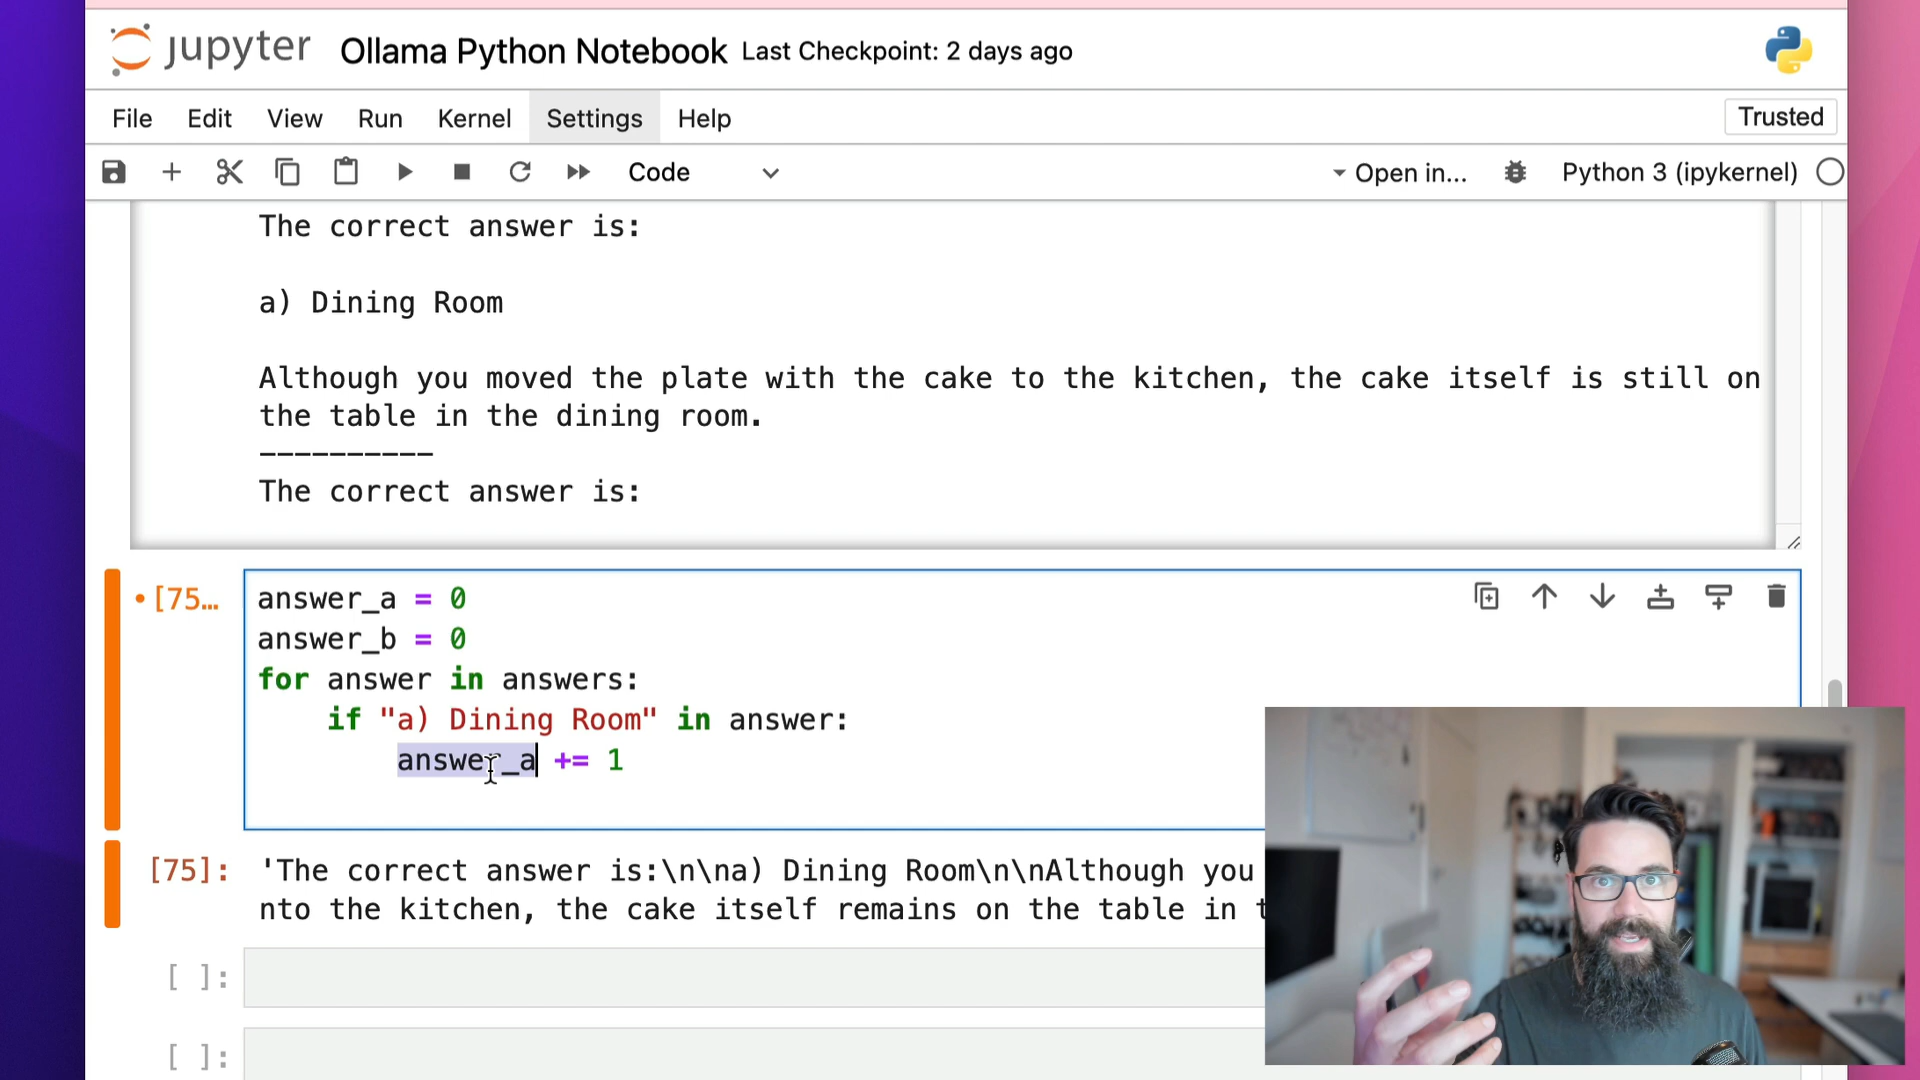 jupyter Ollama Python Notebook Last Checkpoint: 2 days ago
File Edit View Run Kernel Settings Help Trusted
Code Open in... Python 3 (ipykernel)
The correct answer is:
a) Dining Room
Although you moved the plate with the cake to the kitchen, the cake itself is still on
the table in the dining room.
----------
The correct answer is:
[75…
answer_a = 0
answer_b = 0
for answer in answers:
if "a) Dining Room" in answer:
answer_a += 1
[75]: 'The correct answer is:\n\na) Dining Room\n\nAlthough you
nto the kitchen, the cake itself remains on the table in t
[ ]:
[ ]: